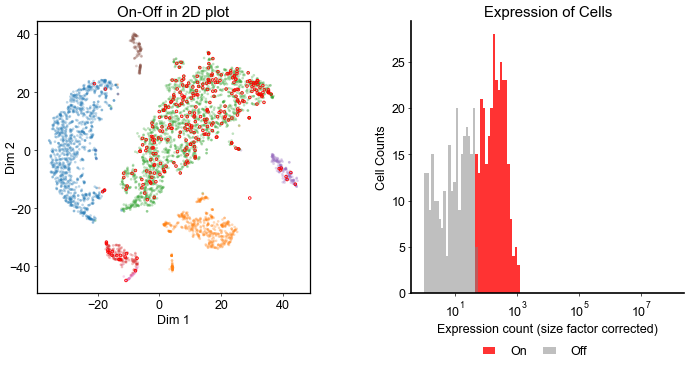 On-Off in 2D plot
Dim 2
40
20
0
−20
−40
−20 0 20 40
Dim 1
Expression of Cells
Cell Counts
25
20
15
10
5
0
10^1 10^3 10^5 10^7
Expression count (size factor corrected)
On Off